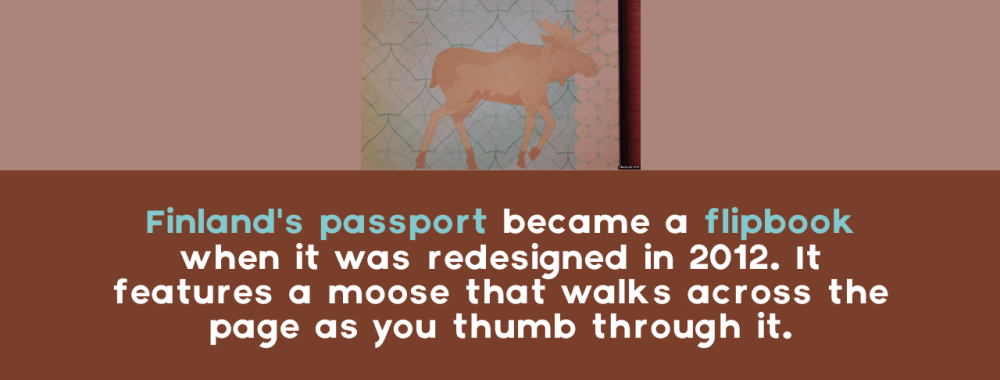 Finland's passport became a flipbook
when it was redesigned in 2012. It
features a moose that walks across the
page as you thumb through it.